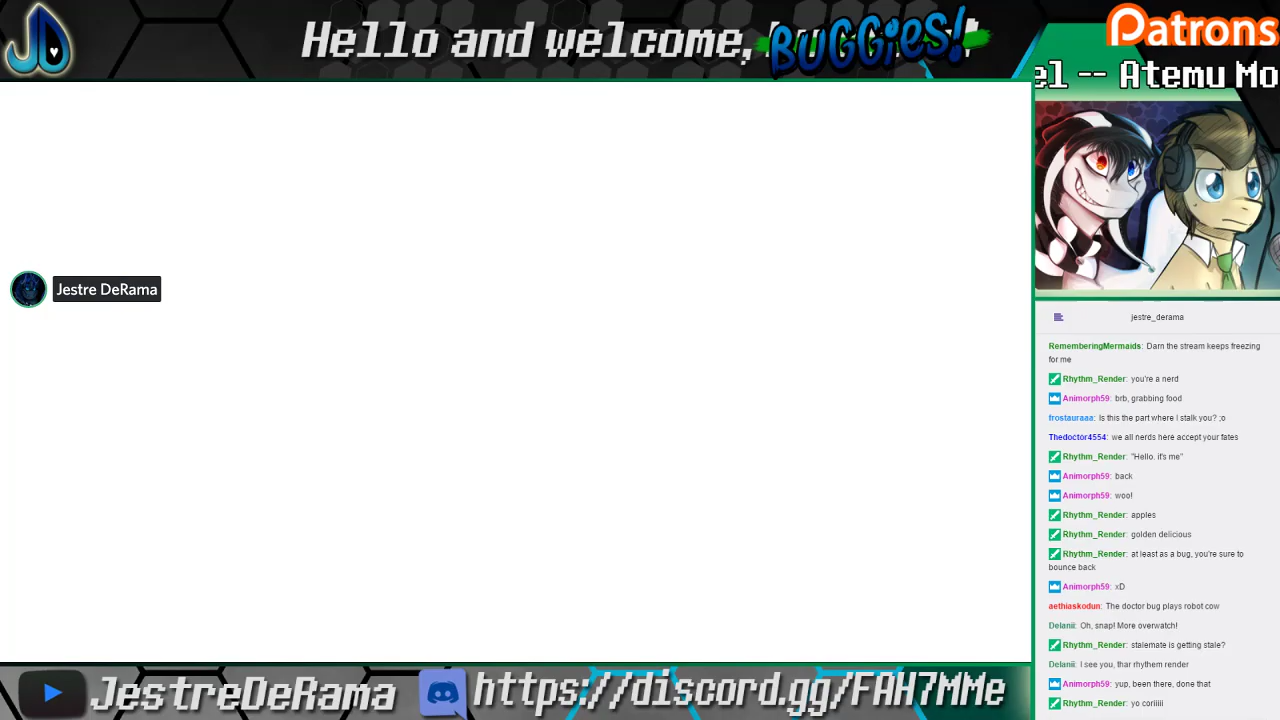 JD
Hello and welcome,
BUGGIES!
Patrons
el -- Atemu Mo
Jestre DeRama
jestre_derama
RememberingMermaids: Darn the stream keeps freezing
for me
Rhythm_Render: you're a nerd
Animorph59: brb, grabbing food
frostauraaa: Is this the part where I stalk you? ;o
Thedoctor4554: we all nerds here accept your fates
Rhythm_Render: "Hello. it's me"
Animorph59: back
Animorph59: woo!
Rhythm_Render: apples
Rhythm_Render: golden delicious
Rhythm_Render: at least as a bug, you're sure to
bounce back
Animorph59: xD
aethiaskodun: The doctor bug plays robot cow
Delanii: Oh, snap! More overwatch!
Rhythm_Render: stalemate is getting stale?
Delanii: I see you, thar rhythem render
Animorph59: yup, been there, done that
Rhythm_Render: yo coriiiii
JestreDeRama
https://discord.gg/FAH7MMe